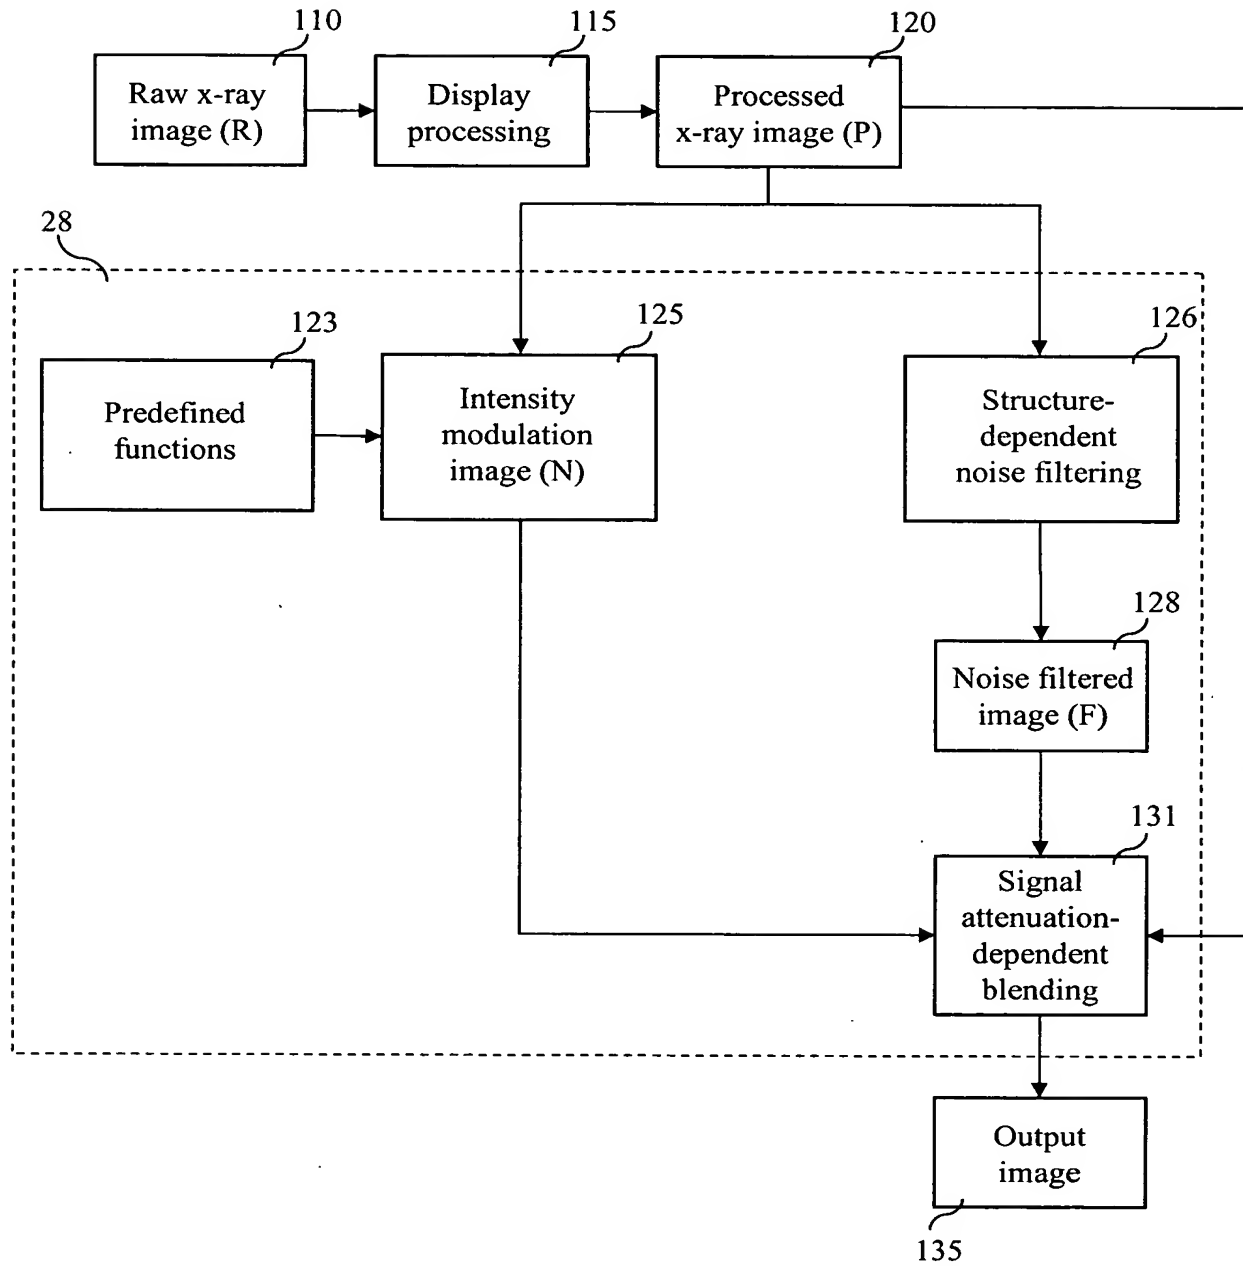 110
115
120
Raw x-ray
image (R)
Display
processing
Processed
x-ray image (P)
28
123
125
126
Predefined
functions
Intensity
modulation
image (N)
Structure-
dependent
noise filtering
128
Noise filtered
image (F)
131
Signal
attenuation-
dependent
blending
Output
image
135